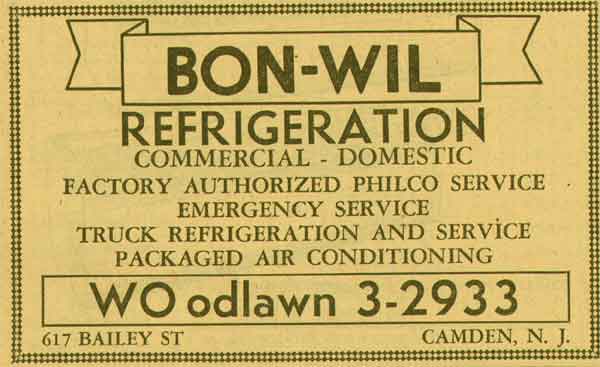 BON-WIL
REFRIGERATION
COMMERCIAL - DOMESTIC
FACTORY AUTHORIZED PHILCO SERVICE
EMERGENCY SERVICE
TRUCK REFRIGERATION AND SERVICE
PACKAGED AIR CONDITIONING
WO odlawn 3-2933
617 BAILEY ST CAMDEN, N. J.